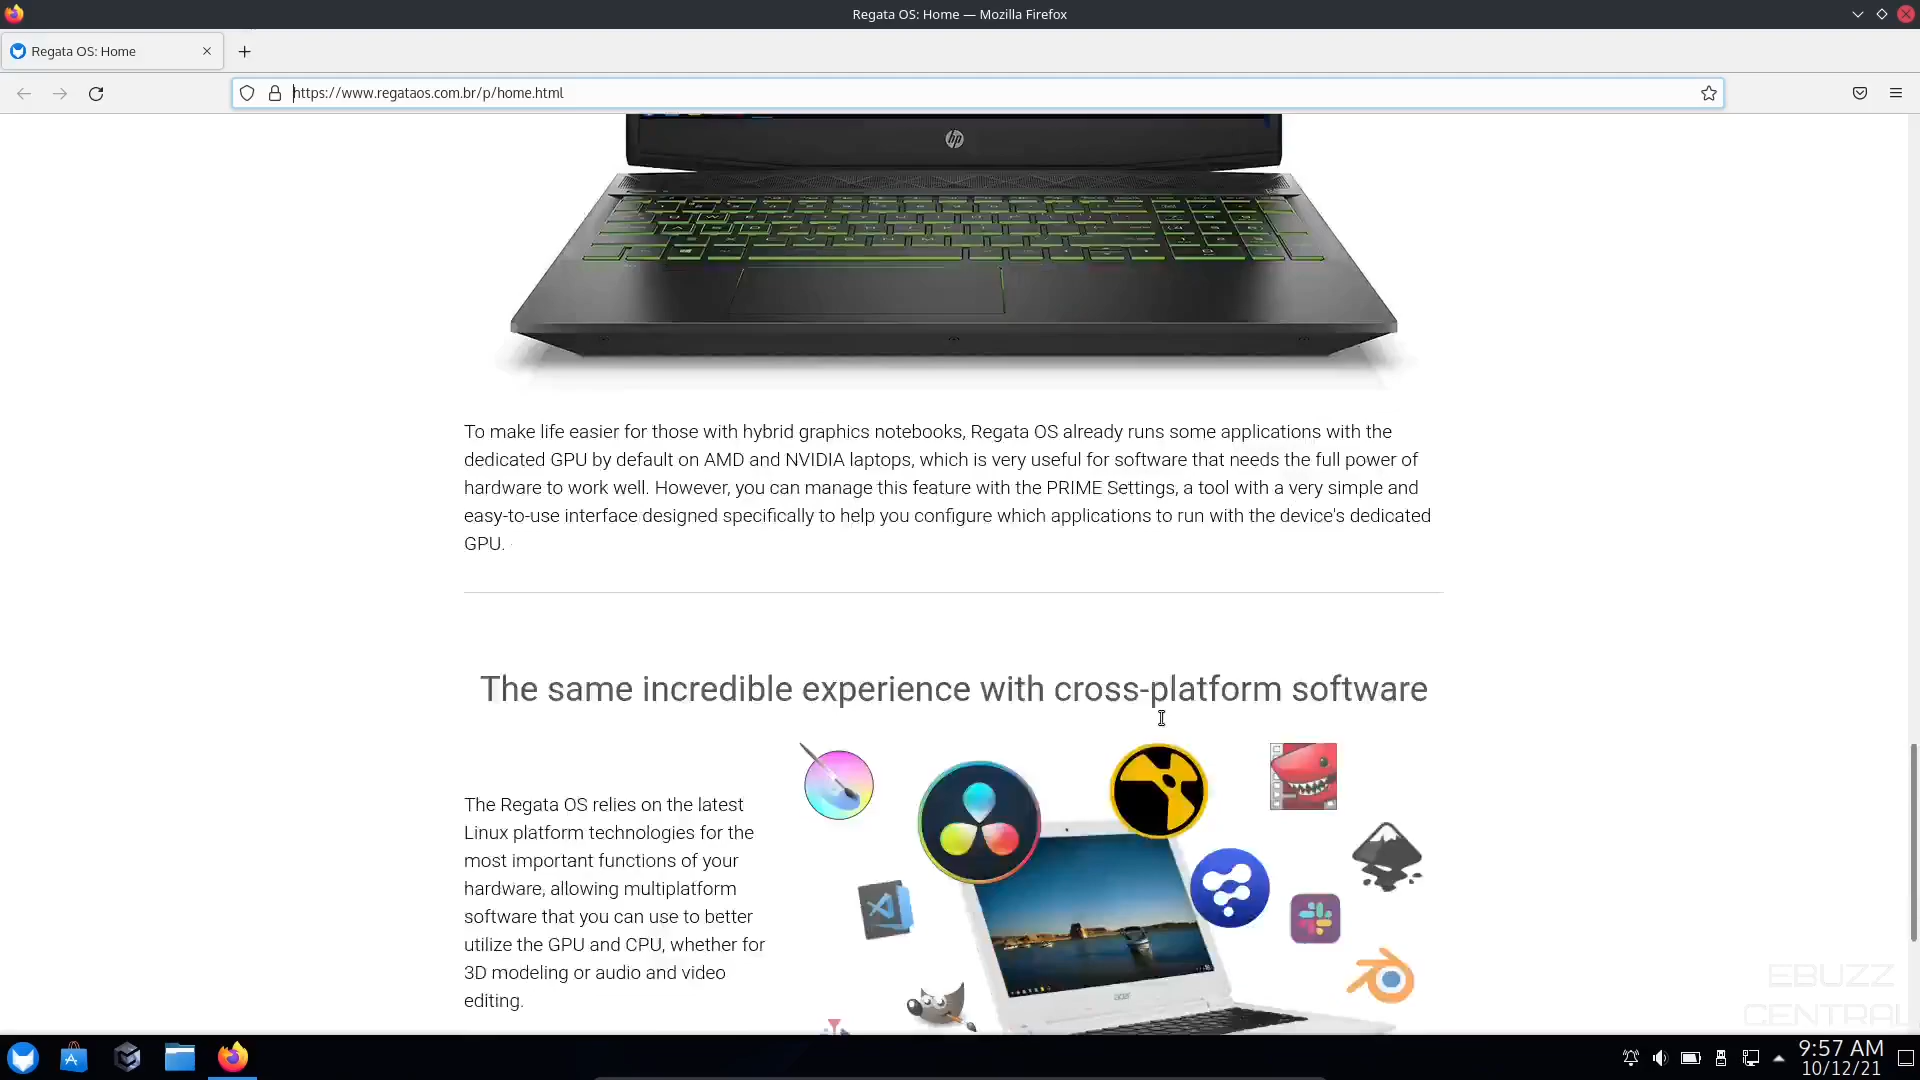 Regata OS: Home — Mozilla Firefox
Regata OS: Home
https://www.regataos.com.br/p/home.html
hp
To make life easier for those with hybrid graphics notebooks, Regata OS already runs some applications with the
dedicated GPU by default on AMD and NVIDIA laptops, which is very useful for software that needs the full power of
hardware to work well. However, you can manage this feature with the PRIME Settings, a tool with a very simple and
easy-to-use interface designed specifically to help you configure which applications to run with the device's dedicated
GPU.
The same incredible experience with cross-platform software
The Regata OS relies on the latest
Linux platform technologies for the
most important functions of your
hardware, allowing multiplatform
software that you can use to better
utilize the GPU and CPU, whether for
3D modeling or audio and video
editing.
acer
EBUZZ
CENTRAL
9:57 AM
10/12/21